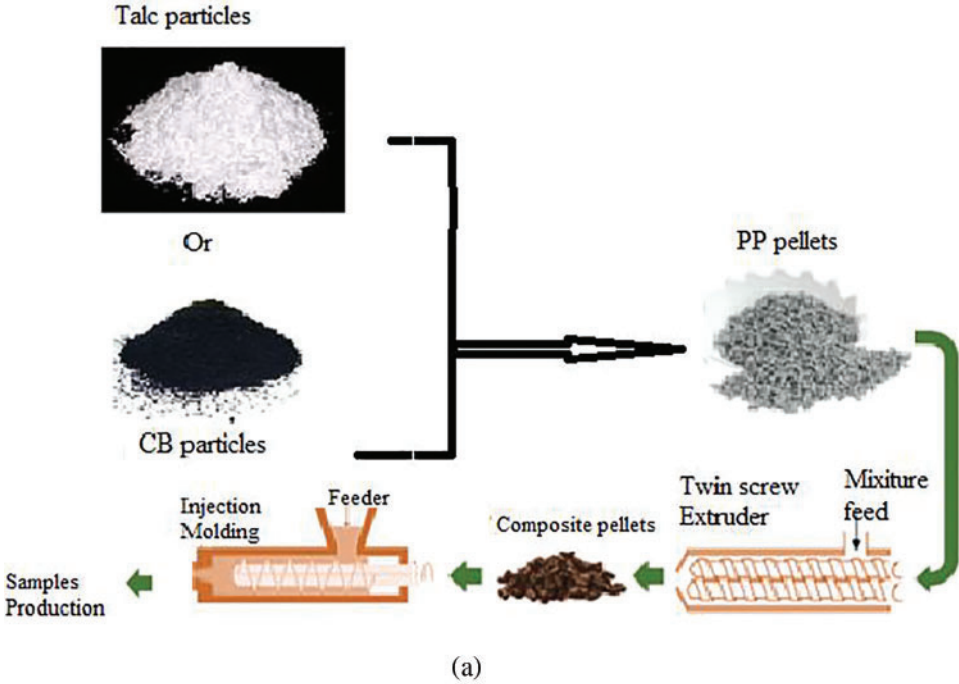 Talc particles
Or
CB particles
PP pellets
Mixiture
feed
Twin screw
Extruder
Composite pellets
Feeder
Injection
Molding
Samples
Production
(a)